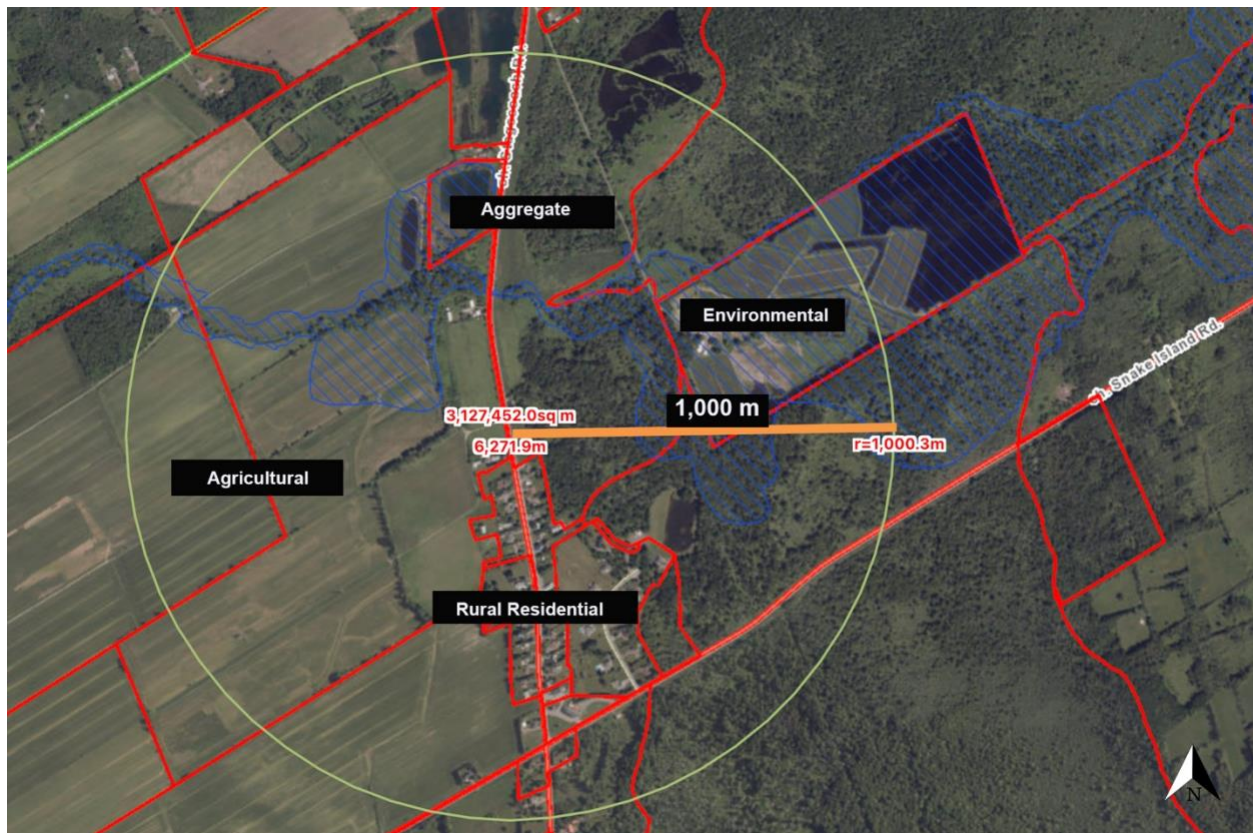 Aggregate
Environmental
ch. Snake Island Rd.
1,000 m
3,127,452.0sq m
6,271.9m
r=1,000.3m
Agricultural
Rural Residential
N